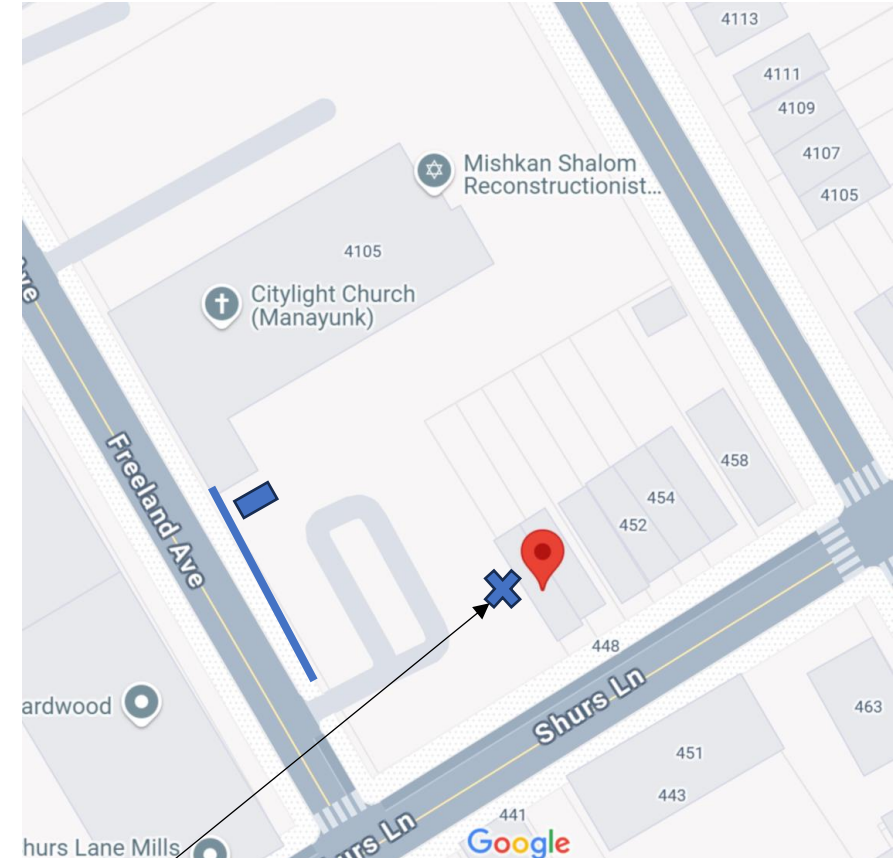 4113
4111
4109
4107
4105
Mishkan Shalom
Reconstructionist...
4105
Citylight Church
(Manayunk)
Freeland Ave
458
454
452
448
Shurs Ln
463
451
443
441
ardwood
hurs Lane Mills
urs Ln
Google